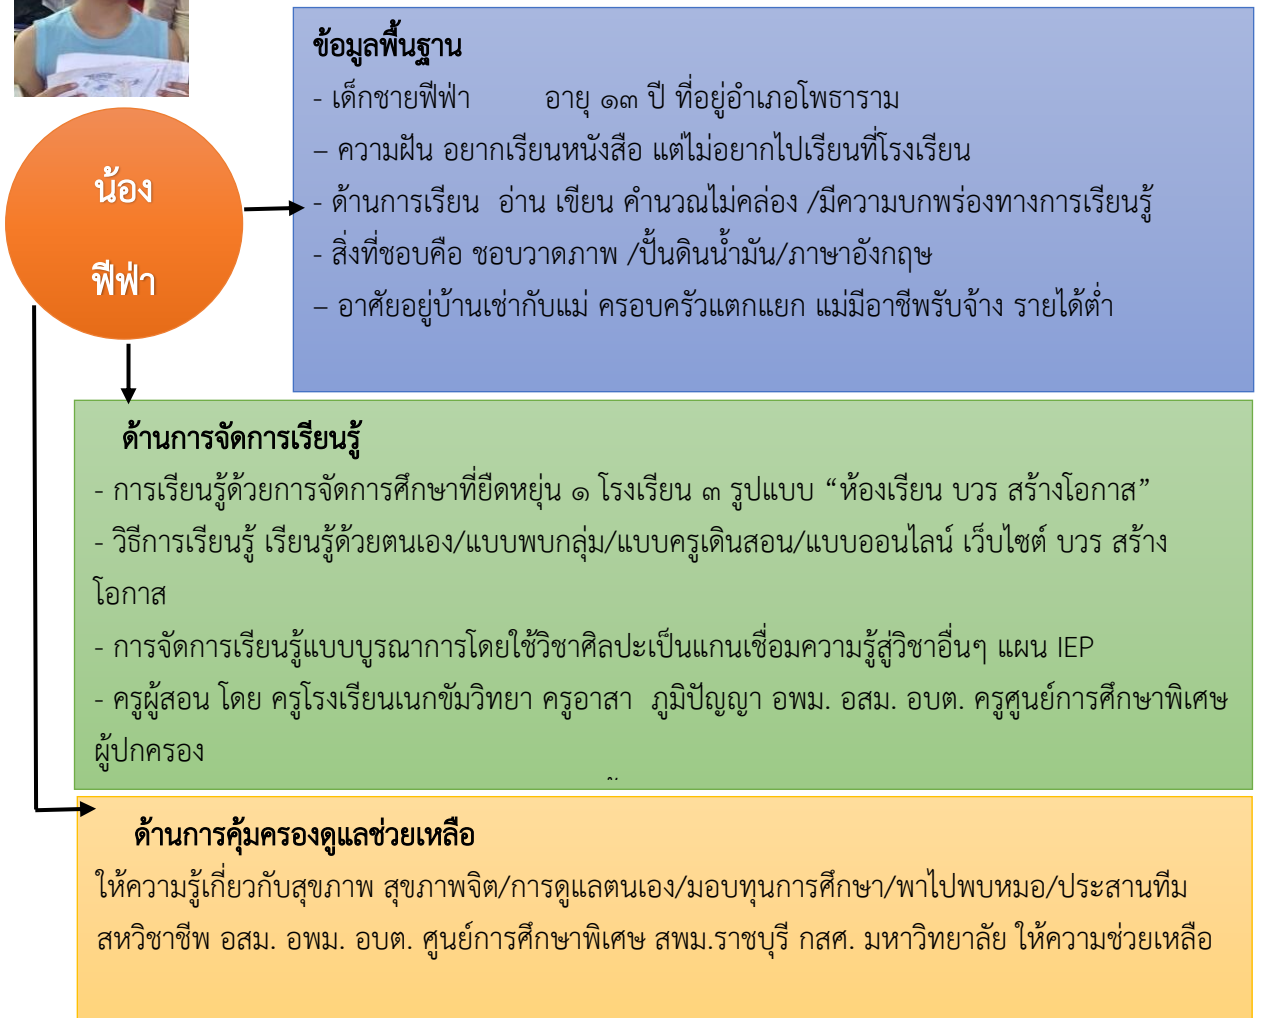 น้อง
ฟีฟ่า
ข้อมูลพื้นฐาน
- เด็กชายฟีฟ่า อายุ ๑๓ ปี ที่อยู่อำเภอโพธาราม
– ความฝัน อยากเรียนหนังสือ แต่ไม่อยากไปเรียนที่โรงเรียน
- ด้านการเรียน อ่าน เขียน คำนวณไม่คล่อง /มีความบกพร่องทางการเรียนรู้
- สิ่งที่ชอบคือ ชอบวาดภาพ /ปั้นดินน้ำมัน/ภาษาอังกฤษ
– อาศัยอยู่บ้านเช่ากับแม่ ครอบครัวแตกแยก แม่มีอาชีพรับจ้าง รายได้ต่ำ
ด้านการจัดการเรียนรู้
- การเรียนรู้ด้วยการจัดการศึกษาที่ยืดหยุ่น ๑ โรงเรียน ๓ รูปแบบ “ห้องเรียน บวร สร้างโอกาส”
- วิธีการเรียนรู้ เรียนรู้ด้วยตนเอง/แบบพบกลุ่ม/แบบครูเดินสอน/แบบออนไลน์ เว็บไซต์ บวร สร้าง
โอกาส
- การจัดการเรียนรู้แบบบูรณาการโดยใช้วิชาศิลปะเป็นแกนเชื่อมความรู้สู่วิชาอื่นๆ แผน IEP
- ครูผู้สอน โดย ครูโรงเรียนเนกขัมวิทยา ครูอาสา ภูมิปัญญา อพม. อสม. อบต. ครูศูนย์การศึกษาพิเศษ
ผู้ปกครอง
ด้านการคุ้มครองดูแลช่วยเหลือ
ให้ความรู้เกี่ยวกับสุขภาพ สุขภาพจิต/การดูแลตนเอง/มอบทุนการศึกษา/พาไปพบหมอ/ประสานทีม
สหวิชาชีพ อสม. อพม. อบต. ศูนย์การศึกษาพิเศษ สพม.ราชบุรี กสศ. มหาวิทยาลัย ให้ความช่วยเหลือ